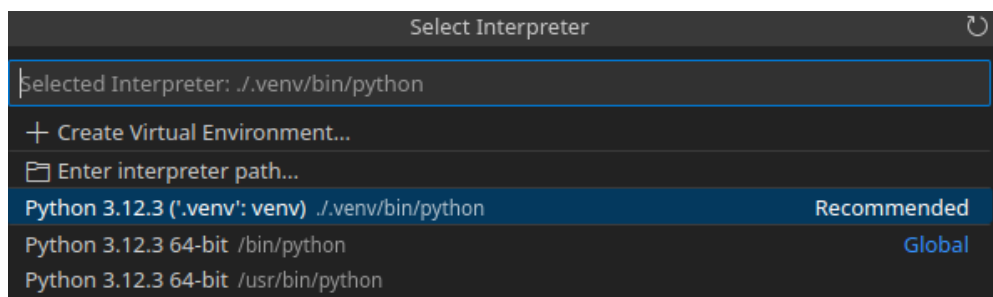 Select Interpreter
Selected Interpreter: ./.venv/bin/python
Create Virtual Environment...
Enter interpreter path...
Python 3.12.3 ('.venv': venv) ./.venv/bin/python Recommended
Python 3.12.3 64-bit /bin/python Global
Python 3.12.3 64-bit /usr/bin/python